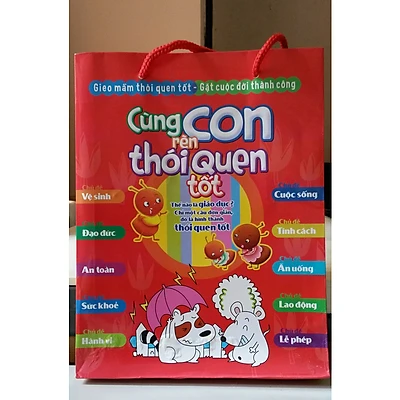 Gieo mầm thói quen tốt - Gặt cuộc đời thành công
Cùng con
rèn
thói quen
tốt
Thế nào là giáo dục?
Chỉ một câu đơn giản,
đó là hình thành
thói quen tốt
Chủ đề
Vệ sinh
Đạo đức
An toàn
Sức khoẻ
Chủ đề
Hành vi
Cuộc sống
Chủ đề
Tính cách
Ăn uống
Lao động
Chủ đề
Lễ phép